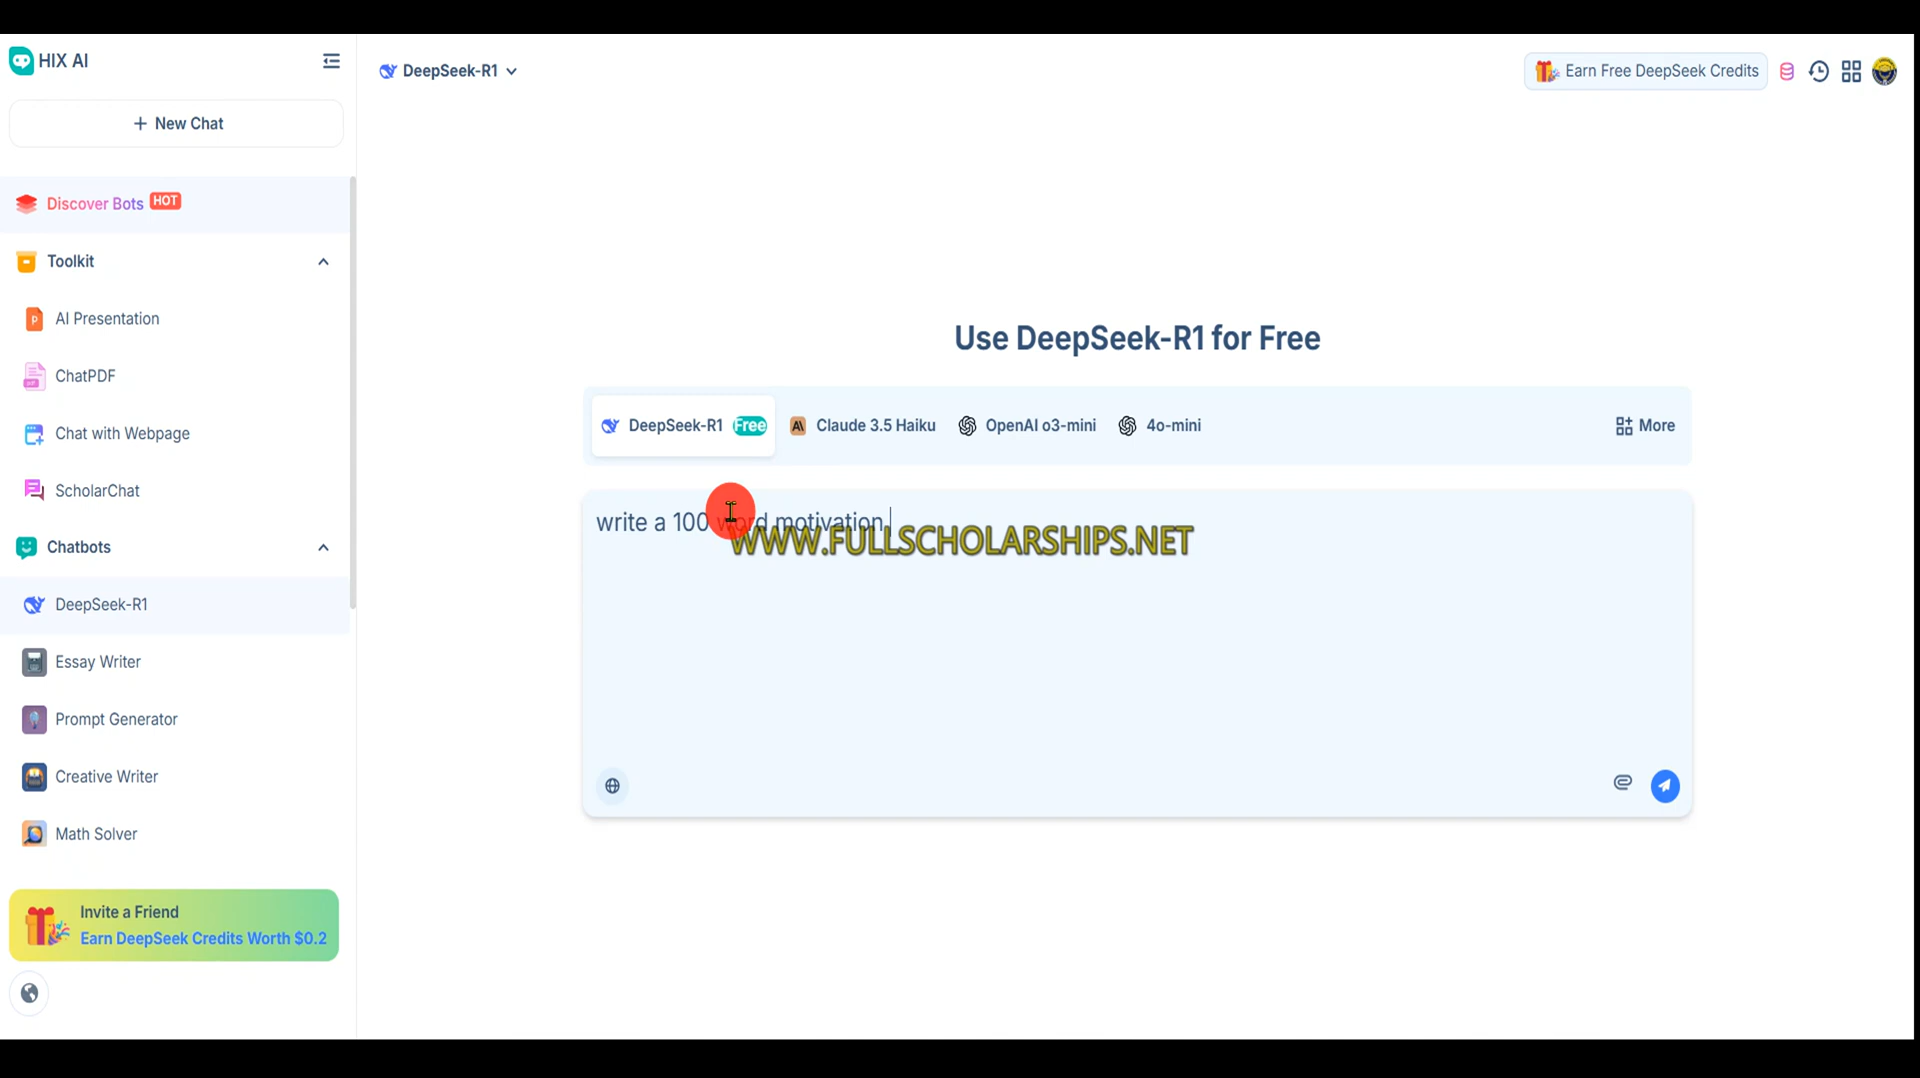 HIX AI
+ New Chat
Discover Bots HOT
Toolkit
AI Presentation
ChatPDF
Chat with Webpage
ScholarChat
Chatbots
DeepSeek-R1
Essay Writer
Prompt Generator
Creative Writer
Math Solver
Invite a Friend
Earn DeepSeek Credits Worth $0.2
DeepSeek-R1
Earn Free DeepSeek Credits
Use DeepSeek-R1 for Free
DeepSeek-R1 Free Claude 3.5 Haiku OpenAI o3-mini 4o-mini More
write a 100 word motivation
WWW.FULLSCHOLARSHIPS.NET